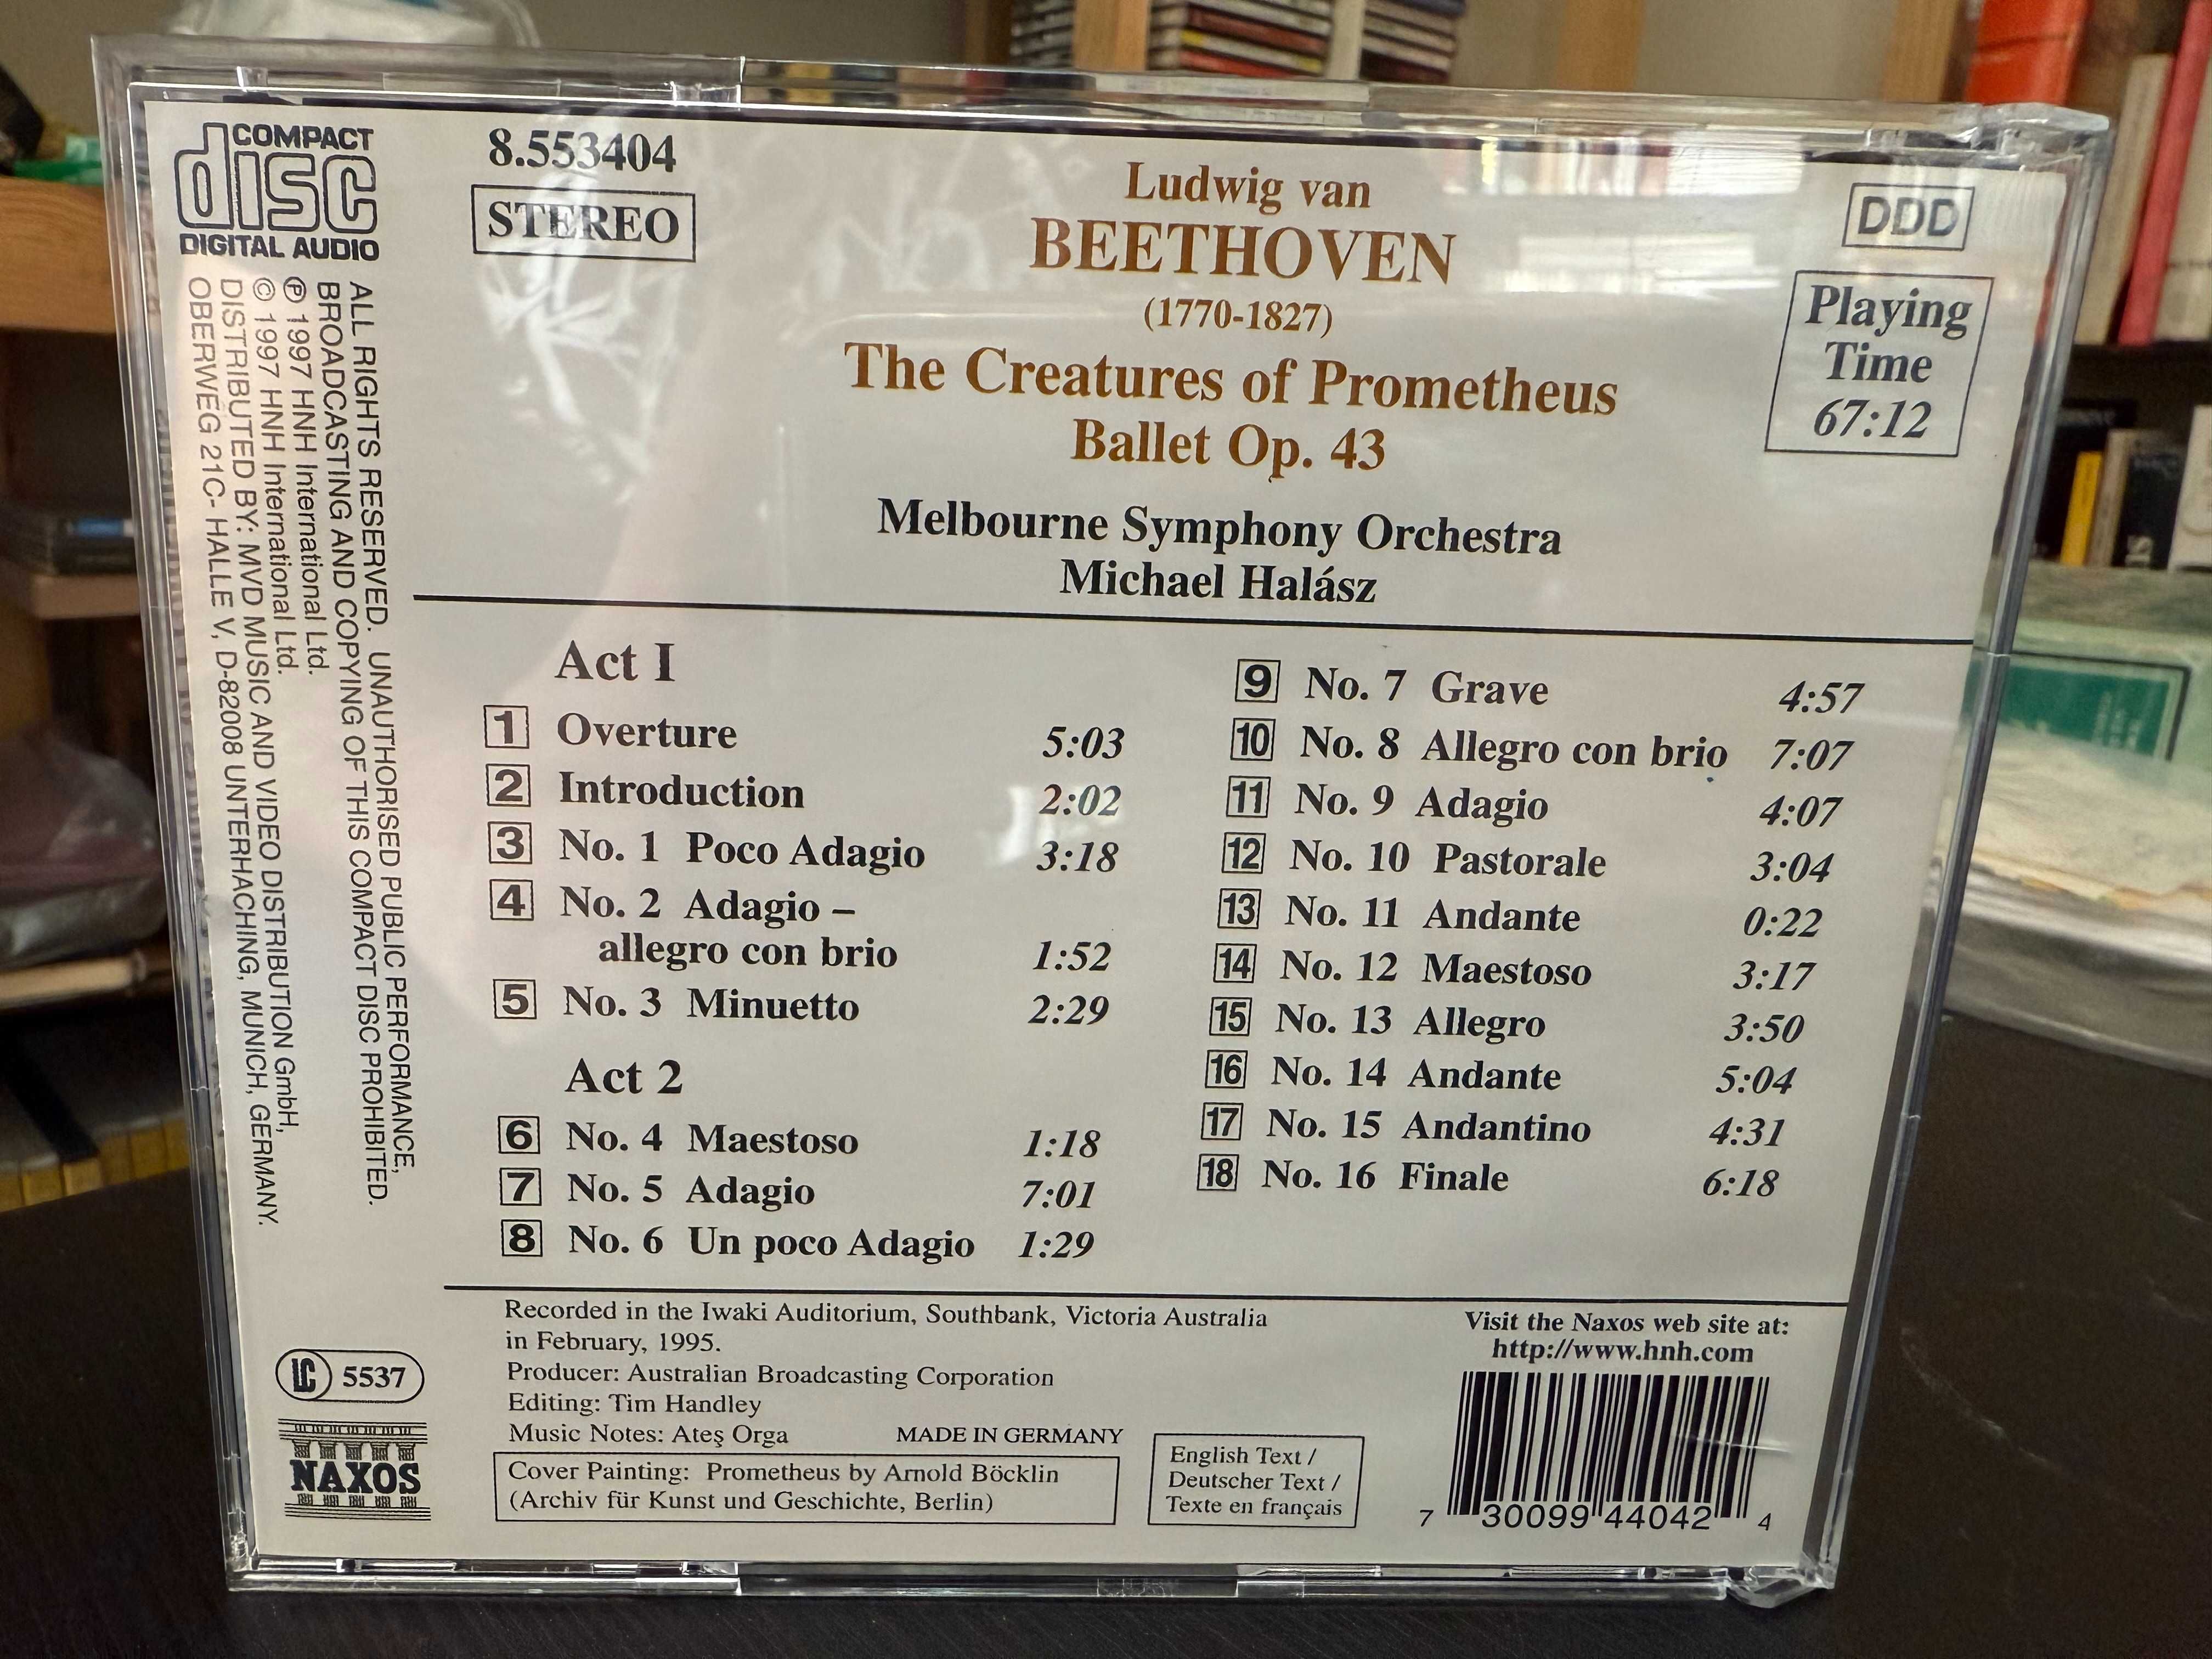 COMPACT
disc
DIGITAL AUDIO
ALL RIGHTS RESERVED. UNAUTHORISED PUBLIC PERFORMANCE,
BROADCASTING AND COPYING OF THIS COMPACT DISC PROHIBITED.
℗ 1997 HNH International Ltd.
© 1997 HNH International Ltd.
DISTRIBUTED BY: MVD MUSIC AND VIDEO DISTRIBUTION GmbH,
OBERWEG 21C- HALLE V, D-82008 UNTERHACHING, MUNICH, GERMANY.
LC 5537
NAXOS
8.553404
STEREO
Ludwig van
BEETHOVEN
(1770-1827)
The Creatures of Prometheus
Ballet Op. 43
Melbourne Symphony Orchestra
Michael Halász
DDD
Playing
Time
67:12
Act I
1 Overture 5:03
2 Introduction 2:02
3 No. 1 Poco Adagio 3:18
4 No. 2 Adagio –
allegro con brio 1:52
5 No. 3 Minuetto 2:29
Act 2
6 No. 4 Maestoso 1:18
7 No. 5 Adagio 7:01
8 No. 6 Un poco Adagio 1:29
9 No. 7 Grave 4:57
10 No. 8 Allegro con brio 7:07
11 No. 9 Adagio 4:07
12 No. 10 Pastorale 3:04
13 No. 11 Andante 0:22
14 No. 12 Maestoso 3:17
15 No. 13 Allegro 3:50
16 No. 14 Andante 5:04
17 No. 15 Andantino 4:31
18 No. 16 Finale 6:18
Recorded in the Iwaki Auditorium, Southbank, Victoria Australia
in February, 1995.
Producer: Australian Broadcasting Corporation
Editing: Tim Handley
Music Notes: Ateş Orga MADE IN GERMANY
Cover Painting: Prometheus by Arnold Böcklin
(Archiv für Kunst und Geschichte, Berlin)
English Text /
Deutscher Text /
Texte en français
Visit the Naxos web site at:
http://www.hnh.com
7 30099 44042 4